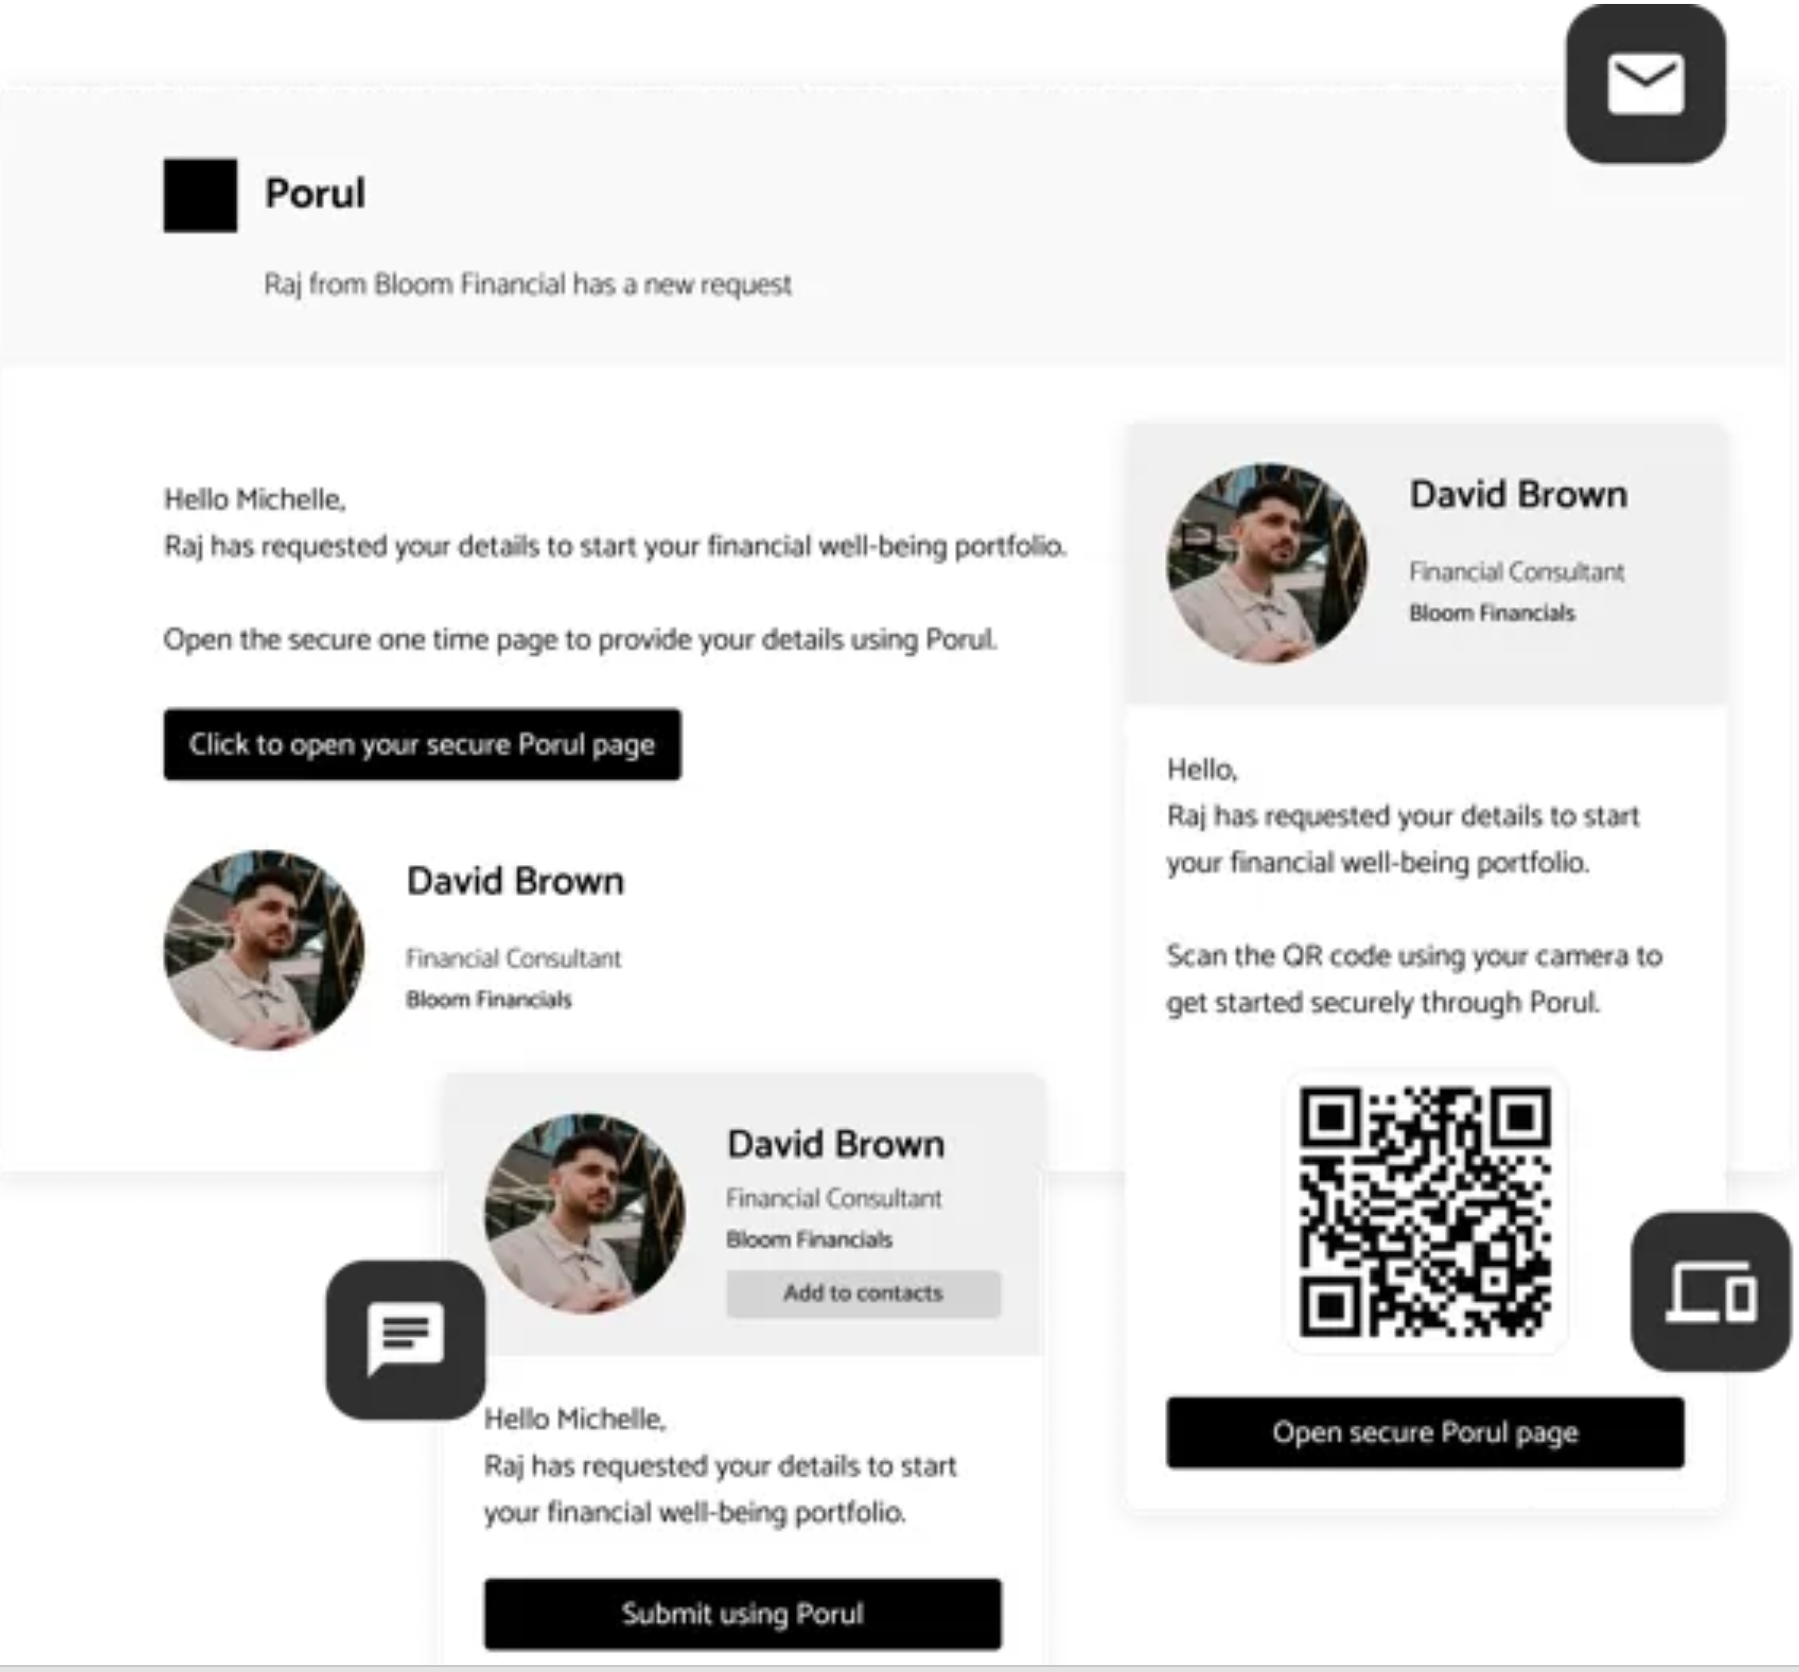 Porul
Raj from Bloom Financial has a new request
Hello Michelle,
Raj has requested your details to start your financial well-being portfolio.
Open the secure one time page to provide your details using Porul.
Click to open your secure Porul page
David Brown
Financial Consultant
Bloom Financials
David Brown
Financial Consultant
Bloom Financials
Hello,
Raj has requested your details to start
your financial well-being portfolio.
Scan the QR code using your camera to
get started securely through Porul.
Open secure Porul page
David Brown
Financial Consultant
Bloom Financials
Add to contacts
Hello Michelle,
Raj has requested your details to start
your financial well-being portfolio.
Submit using Porul